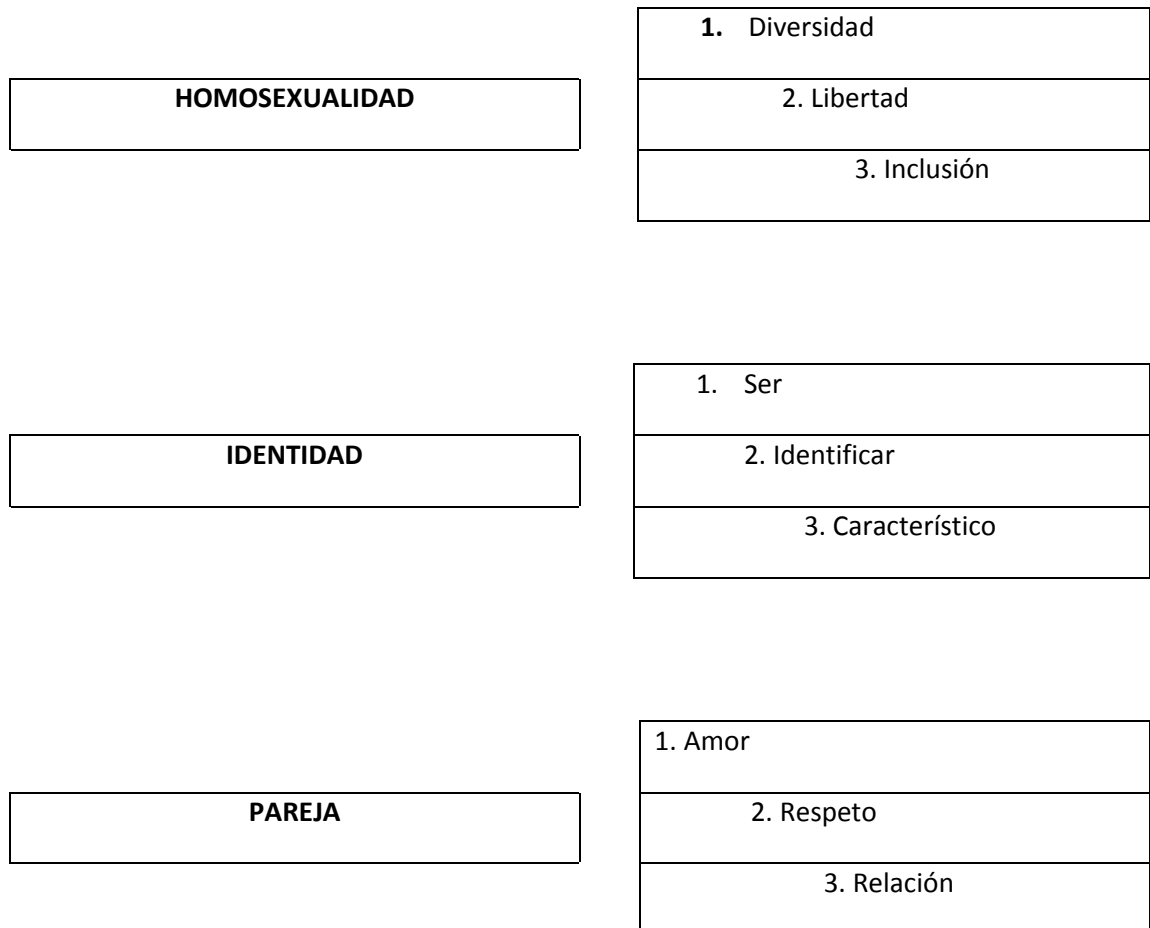 1. Diversidad
HOMOSEXUALIDAD
2. Libertad
3. Inclusión
1. Ser
IDENTIDAD
2. Identificar
3. Característico
1. Amor
PAREJA
2. Respeto
3. Relación